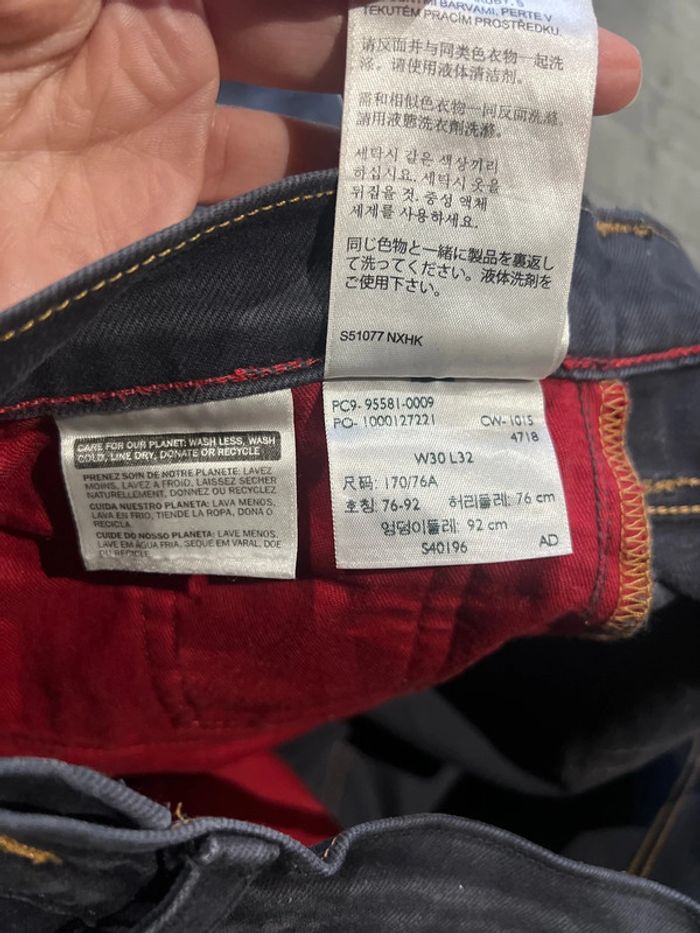 BARVAMI, PERTE V
TEKUTÉM PRACÍM PROSTŘEDKU.
请反面并与同类色衣物一起洗
涤。请使用液体清洁剂。
需和相似色衣物一同反面洗滌。
請用液態洗衣劑洗滌。
세탁시 같은 색상끼리
하십시요. 세탁시 옷을
뒤집을 것. 중성 액체
세제를 사용하세요.
同じ色物と一緒に製品を裏返し
て洗ってください。液体洗剤を
ご使用下さい。
S51077 NXHK
CARE FOR OUR PLANET: WASH LESS, WASH
COLD, LINE DRY, DONATE OR RECYCLE
PRENEZ SOIN DE NOTRE PLANETE: LAVEZ
MOINS, LAVEZ A FROID, LAISSEZ SECHER
NATURELLEMENT, DONNEZ OU RECYCLEZ
CUIDA NUESTRO PLANETA: LAVA MENOS,
LAVA EN FRIO, TIENDE LA ROPA, DONA O
RECICLA
CUIDE DO NOSSO PLANETA: LAVE MENOS,
LAVE EM AGUA FRIA, SEQUE EM VARAL, DOE
OU RECICLE
PC9- 95581-0009
PO- 1000127221 CW-1015
4718
W30 L32
尺码: 170/76A
호칭: 76-92 허리둘레: 76 cm
엉덩이둘레: 92 cm
S40196 AD